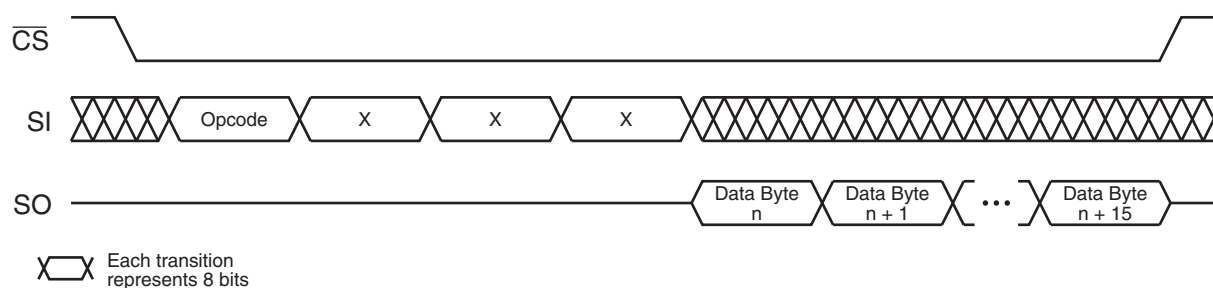 CS
SI Opcode X X X
SO Data Byte n Data Byte n + 1 ••• Data Byte n + 15
Each transition
represents 8 bits